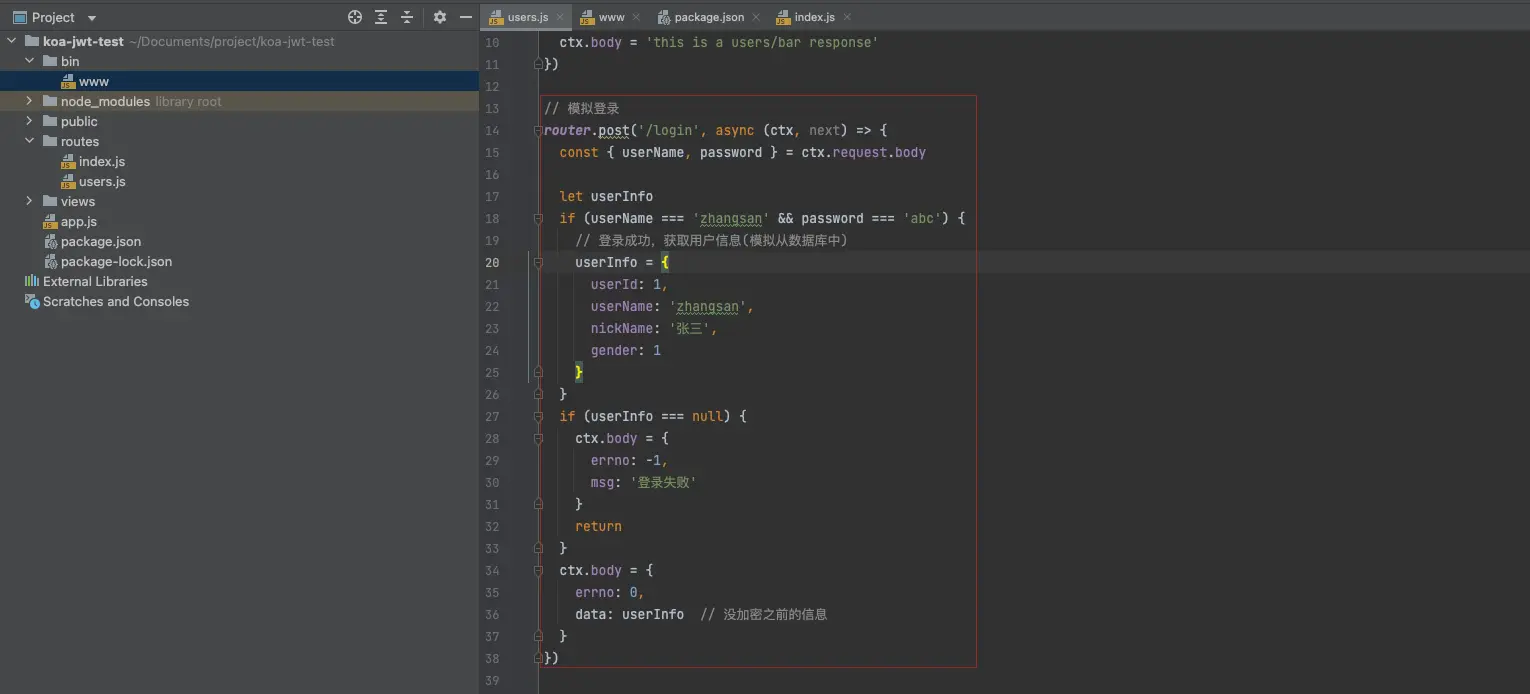 Project
koa-jwt-test ~/Documents/project/koa-jwt-test
bin
www
node_modules library root
public
routes
index.js
users.js
views
app.js
package.json
package-lock.json
External Libraries
Scratches and Consoles
users.js www package.json index.js
10 ctx.body = 'this is a users/bar response'
11 })
12
13 // 模拟登录
14 router.post('/login', async (ctx, next) => {
15 const { userName, password } = ctx.request.body
16
17 let userInfo
18 if (userName === 'zhangsan' && password === 'abc') {
19 // 登录成功，获取用户信息(模拟从数据库中)
20 userInfo = {
21 userId: 1,
22 userName: 'zhangsan',
23 nickName: '张三',
24 gender: 1
25 }
26 }
27 if (userInfo === null) {
28 ctx.body = {
29 errno: -1,
30 msg: '登录失败'
31 }
32 return
33 }
34 ctx.body = {
35 errno: 0,
36 data: userInfo // 没加密之前的信息
37 }
38 })
39